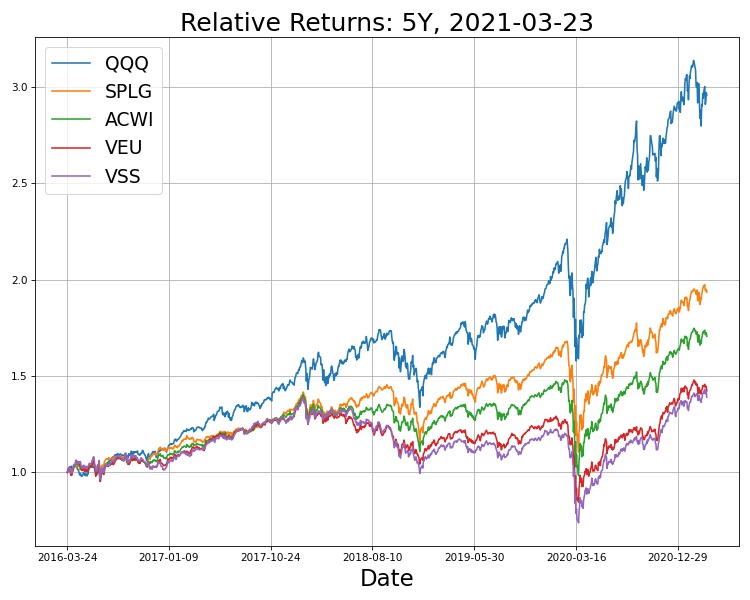 Relative Returns: 5Y, 2021-03-23
QQQ
SPLG
ACWI
VEU
VSS
3.0
2.5
2.0
1.5
1.0
2016-03-24
2017-01-09
2017-10-24
2018-08-10
2019-05-30
2020-03-16
2020-12-29
Date